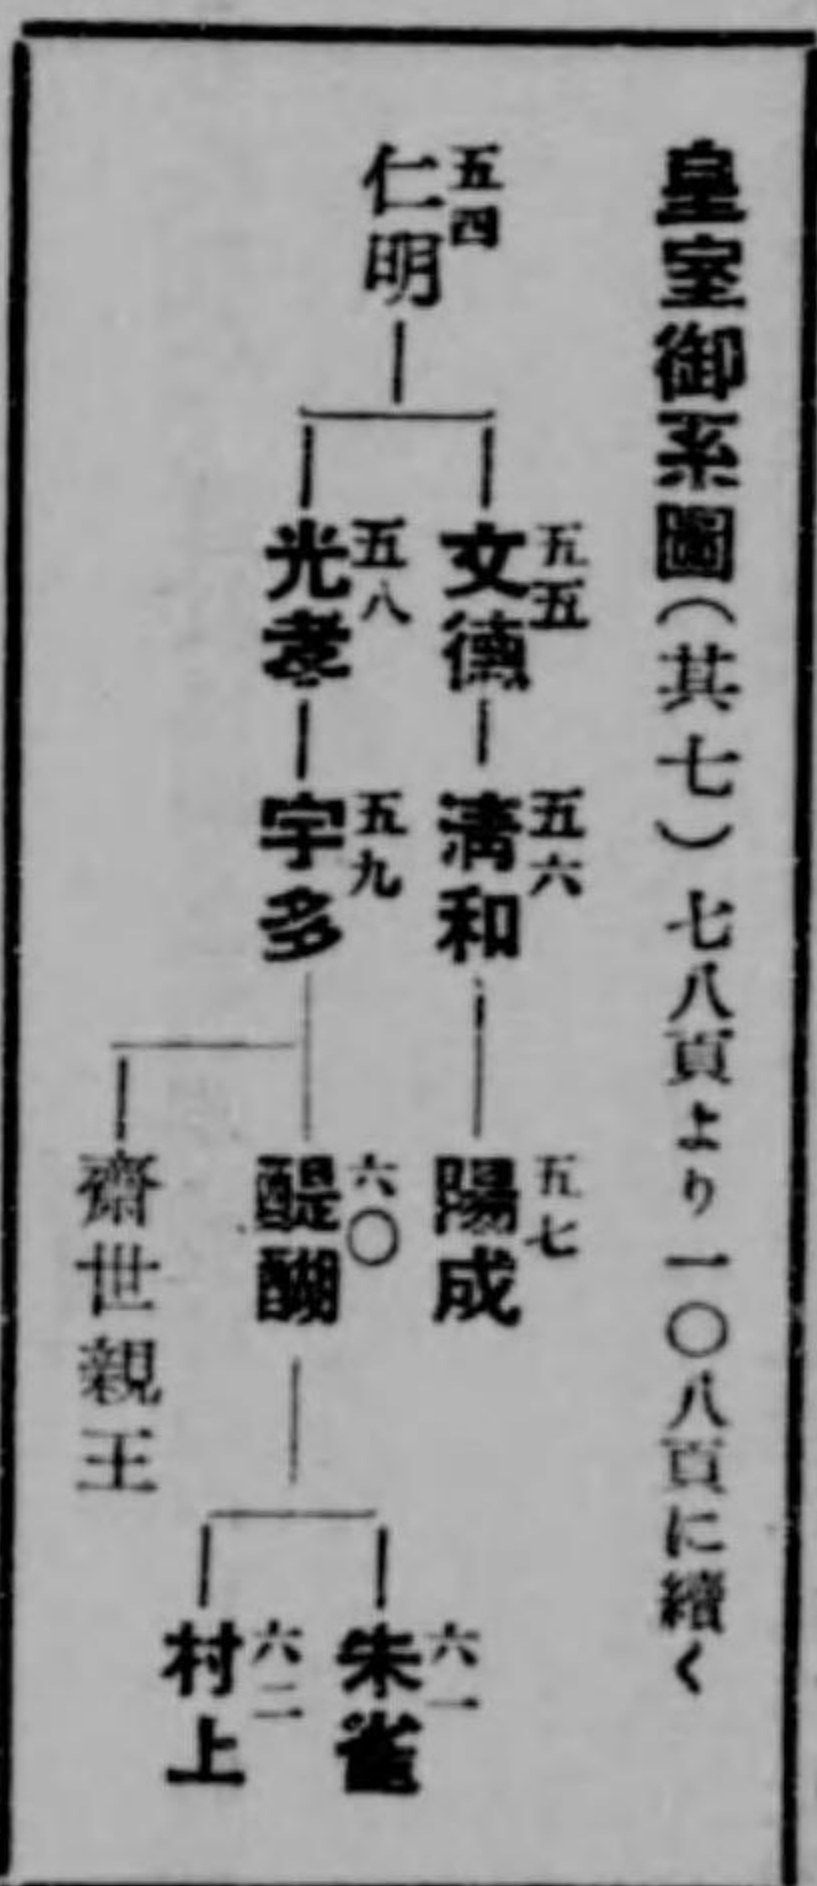 皇室御系圖(其七)七八頁より一〇八頁に續く
五四
仁明
五五
文德
五六
淸和
五七
陽成
五八
光孝
五九
宇多
六〇
醍醐
六一
朱雀
六二
村上
齋世親王